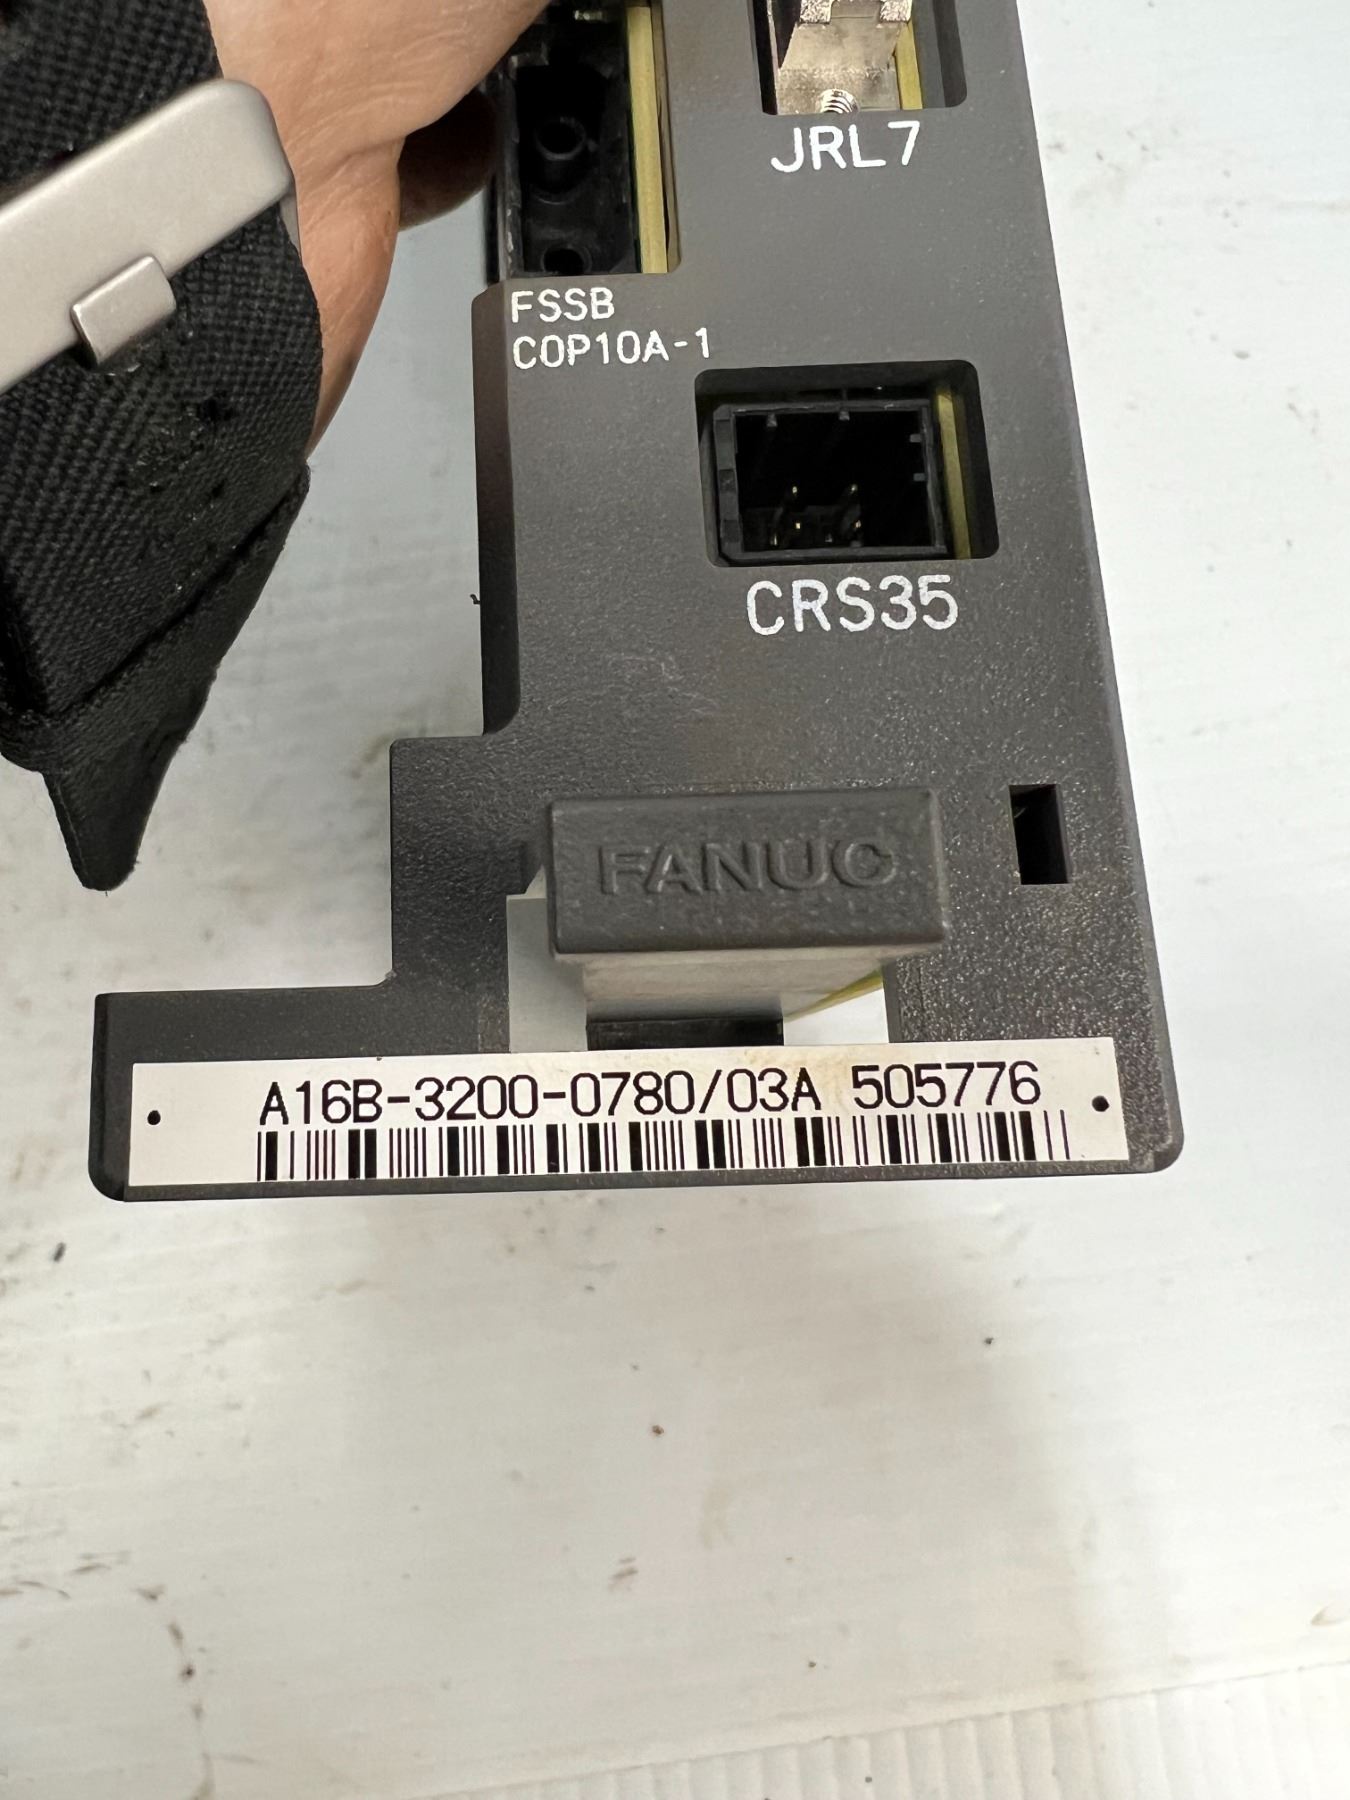 JRL7
FSSB
COP10A-1
CRS35
FANUC
A16B-3200-0780/03A 505776